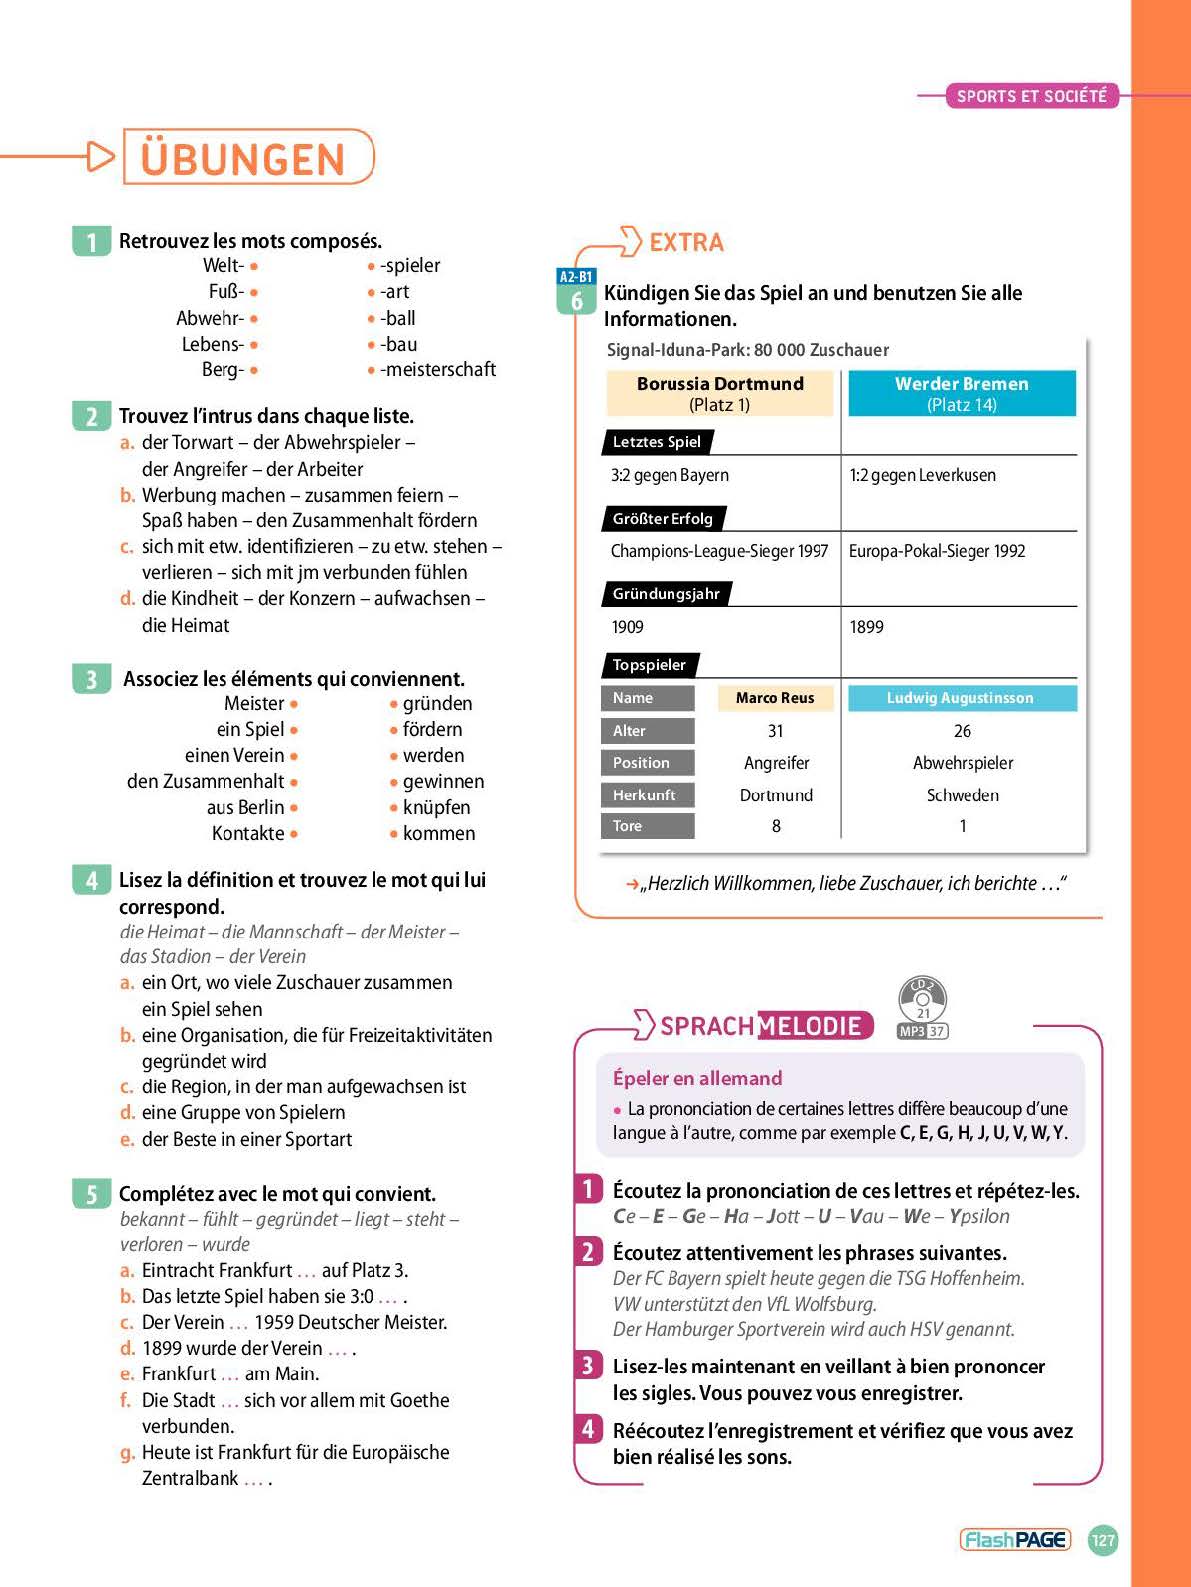 SPORTS ET SOCIÉTÉ
ÜBUNGEN
1 Retrouvez les mots composés.
Welt- • • -spieler
Fuß- • • -art
Abwehr- • • -ball
Lebens- • • -bau
Berg- • • -meisterschaft
2 Trouvez l'intrus dans chaque liste.
a. der Torwart – der Abwehrspieler –
der Angreifer – der Arbeiter
b. Werbung machen – zusammen feiern –
Spaß haben – den Zusammenhalt fördern
c. sich mit etw. identifizieren – zu etw. stehen –
verlieren – sich mit jm verbunden fühlen
d. die Kindheit – der Konzern – aufwachsen –
die Heimat
3 Associez les éléments qui conviennent.
Meister • • gründen
ein Spiel • • fördern
einen Verein • • werden
den Zusammenhalt • • gewinnen
aus Berlin • • knüpfen
Kontakte • • kommen
4 Lisez la définition et trouvez le mot qui lui
correspond.
die Heimat – die Mannschaft – der Meister –
das Stadion – der Verein
a. ein Ort, wo viele Zuschauer zusammen
ein Spiel sehen
b. eine Organisation, die für Freizeitaktivitäten
gegründet wird
c. die Region, in der man aufgewachsen ist
d. eine Gruppe von Spielern
e. der Beste in einer Sportart
5 Complétez avec le mot qui convient.
bekannt – fühlt – gegründet – liegt – steht –
verloren – wurde
a. Eintracht Frankfurt ... auf Platz 3.
b. Das letzte Spiel haben sie 3:0 ... .
c. Der Verein ... 1959 Deutscher Meister.
d. 1899 wurde der Verein ... .
e. Frankfurt ... am Main.
f. Die Stadt ... sich vor allem mit Goethe
verbunden.
g. Heute ist Frankfurt für die Europäische
Zentralbank ... .
EXTRA
A2-B1
6 Kündigen Sie das Spiel an und benutzen Sie alle
Informationen.
Signal-Iduna-Park: 80 000 Zuschauer
Borussia Dortmund Werder Bremen
(Platz 1) (Platz 14)
Letztes Spiel
3:2 gegen Bayern 1:2 gegen Leverkusen
Größter Erfolg
Champions-League-Sieger 1997 Europa-Pokal-Sieger 1992
Gründungsjahr
1909 1899
Topspieler
Name Marco Reus Ludwig Augustinsson
Alter 31 26
Position Angreifer Abwehrspieler
Herkunft Dortmund Schweden
Tore 8 1
→ „Herzlich Willkommen, liebe Zuschauer, ich berichte ...“
SPRACHMELODIE
CD 2
21
MP3 37
Épeler en allemand
• La prononciation de certaines lettres diffère beaucoup d'une
langue à l'autre, comme par exemple C, E, G, H, J, U, V, W, Y.
1 Écoutez la prononciation de ces lettres et répétez-les.
Ce – E – Ge – Ha – Jott – U – Vau – We – Ypsilon
2 Écoutez attentivement les phrases suivantes.
Der FC Bayern spielt heute gegen die TSG Hoffenheim.
VW unterstützt den VfL Wolfsburg.
Der Hamburger Sportverein wird auch HSV genannt.
3 Lisez-les maintenant en veillant à bien prononcer
les sigles. Vous pouvez vous enregistrer.
4 Réécoutez l'enregistrement et vérifiez que vous avez
bien réalisé les sons.
FlashPAGE 127